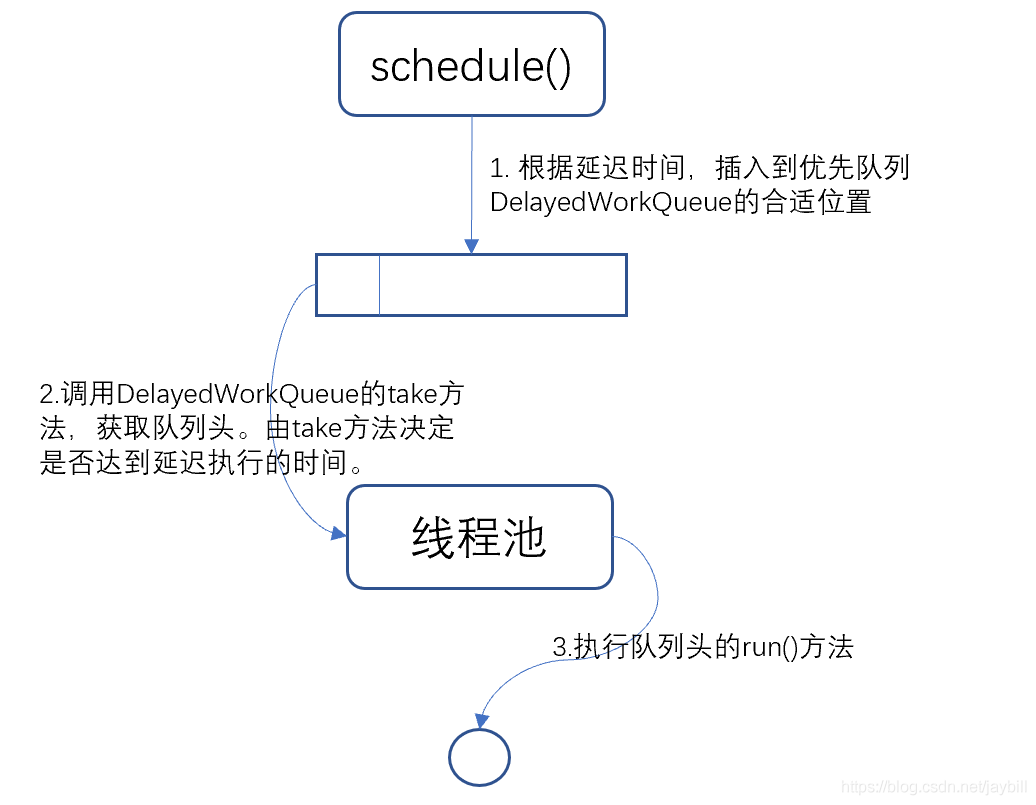 schedule()
1. 根据延迟时间，插入到优先队列
DelayedWorkQueue的合适位置
2.调用DelayedWorkQueue的take方
法，获取队列头。由take方法决定
是否达到延迟执行的时间。
线程池
3.执行队列头的run()方法
https://blog.csdn.net/jaybill